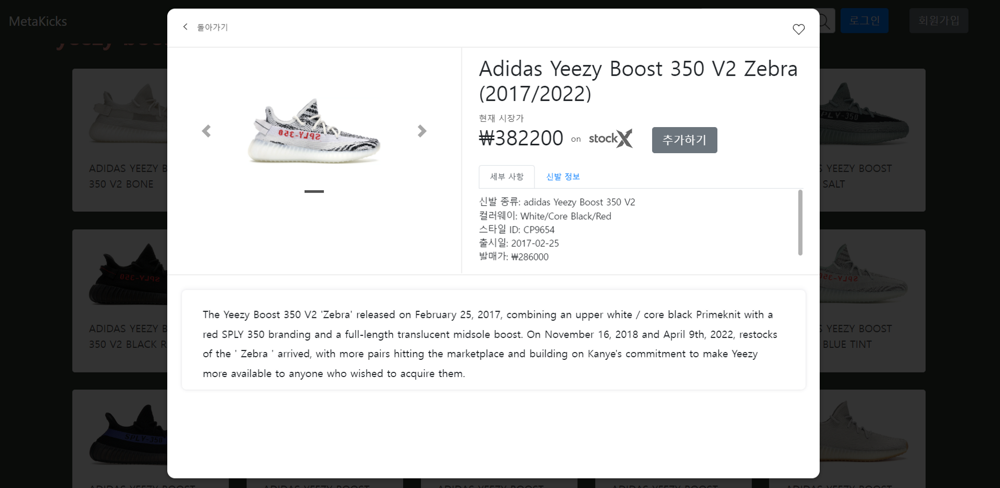 MetaKicks
로그인
회원가입
돌아가기
Adidas Yeezy Boost 350 V2 Zebra
(2017/2022)
현재 시장가
₩382200 on stockX 추가하기
세부 사항 신발 정보
신발 종류: adidas Yeezy Boost 350 V2
컬러웨이: White/Core Black/Red
스타일 ID: CP9654
출시일: 2017-02-25
발매가: ₩286000
The Yeezy Boost 350 V2 'Zebra' released on February 25, 2017, combining an upper white / core black Primeknit with a
red SPLY 350 branding and a full-length translucent midsole boost. On November 16, 2018 and April 9th, 2022, restocks
of the ' Zebra ' arrived, with more pairs hitting the marketplace and building on Kanye's commitment to make Yeezy
more available to anyone who wished to acquire them.
SPLY-350
yeezy
ADIDAS YEEZY
350 V2 BONE
YEEZY BOOST
SALT
ADIDAS YEEZY
350 V2 BLACK
YEEZY BOOST
BLUE TINT
SPLY-350
SPLY-350